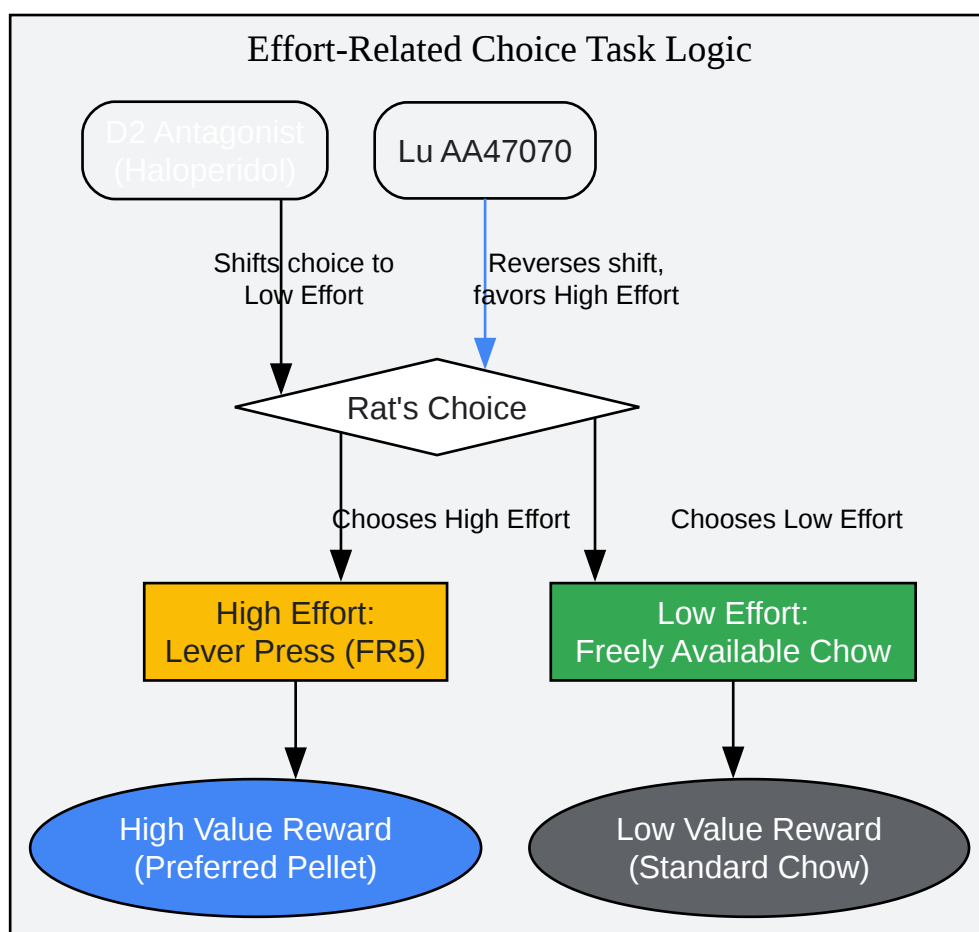 Effort-Related Choice Task Logic
D2 Antagonist
(Haloperidol)
Lu AA47070
Shifts choice to
Low Effort
Reverses shift,
favors High Effort
Rat's Choice
Chooses High Effort
Chooses Low Effort
High Effort:
Lever Press (FR5)
Low Effort:
Freely Available Chow
High Value Reward
(Preferred Pellet)
Low Value Reward
(Standard Chow)